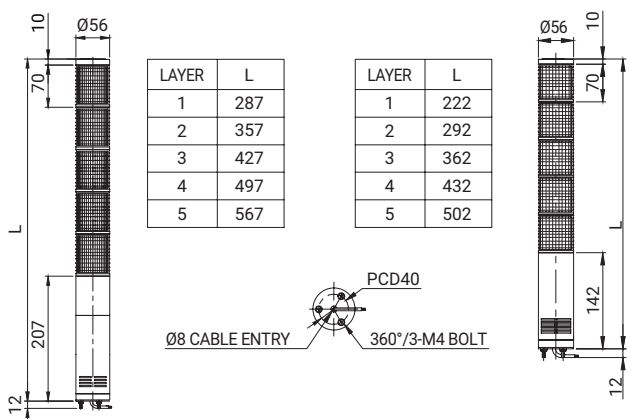 10
Ø56
70
L
207
12
LAYER L
1 287
2 357
3 427
4 497
5 567
LAYER L
1 222
2 292
3 362
4 432
5 502
PCD40
Ø8 CABLE ENTRY
360°/3-M4 BOLT
10
Ø56
70
L
142
12